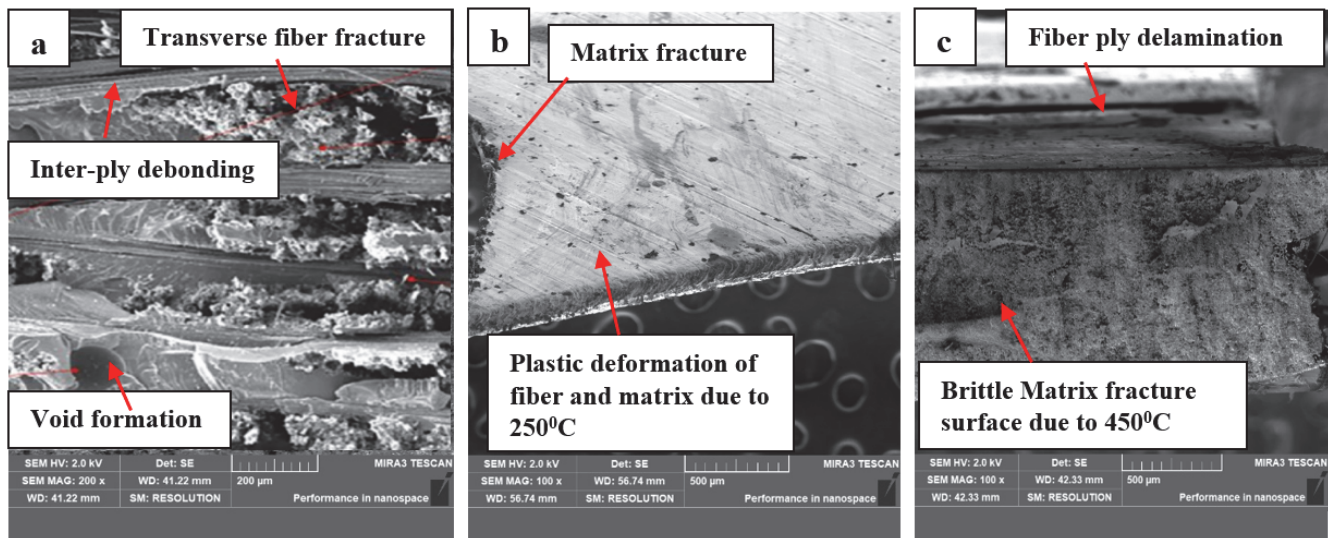 a
Transverse fiber fracture
Inter-ply debonding
Void formation
SEM HV: 2.0 kV Det: SE
SEM MAG: 200 x WD: 41.22 mm 200 µm MIRA3 TESCAN
WD: 41.22 mm SM: RESOLUTION Performance in nanospace
b
Matrix fracture
Plastic deformation of
fiber and matrix due to
250⁰C
SEM HV: 2.0 kV Det: SE MIRA3 TESCAN
SEM MAG: 100 x WD: 56.74 mm 500 µm
WD: 56.74 mm SM: RESOLUTION Performance in nanospace
c
Fiber ply delamination
Brittle Matrix fracture
surface due to 450⁰C
SEM HV: 2.0 kV Det: SE MIRA3 TESCAN
SEM MAG: 100 x WD: 42.33 mm 500 µm
WD: 42.33 mm SM: RESOLUTION Performance in nanospace